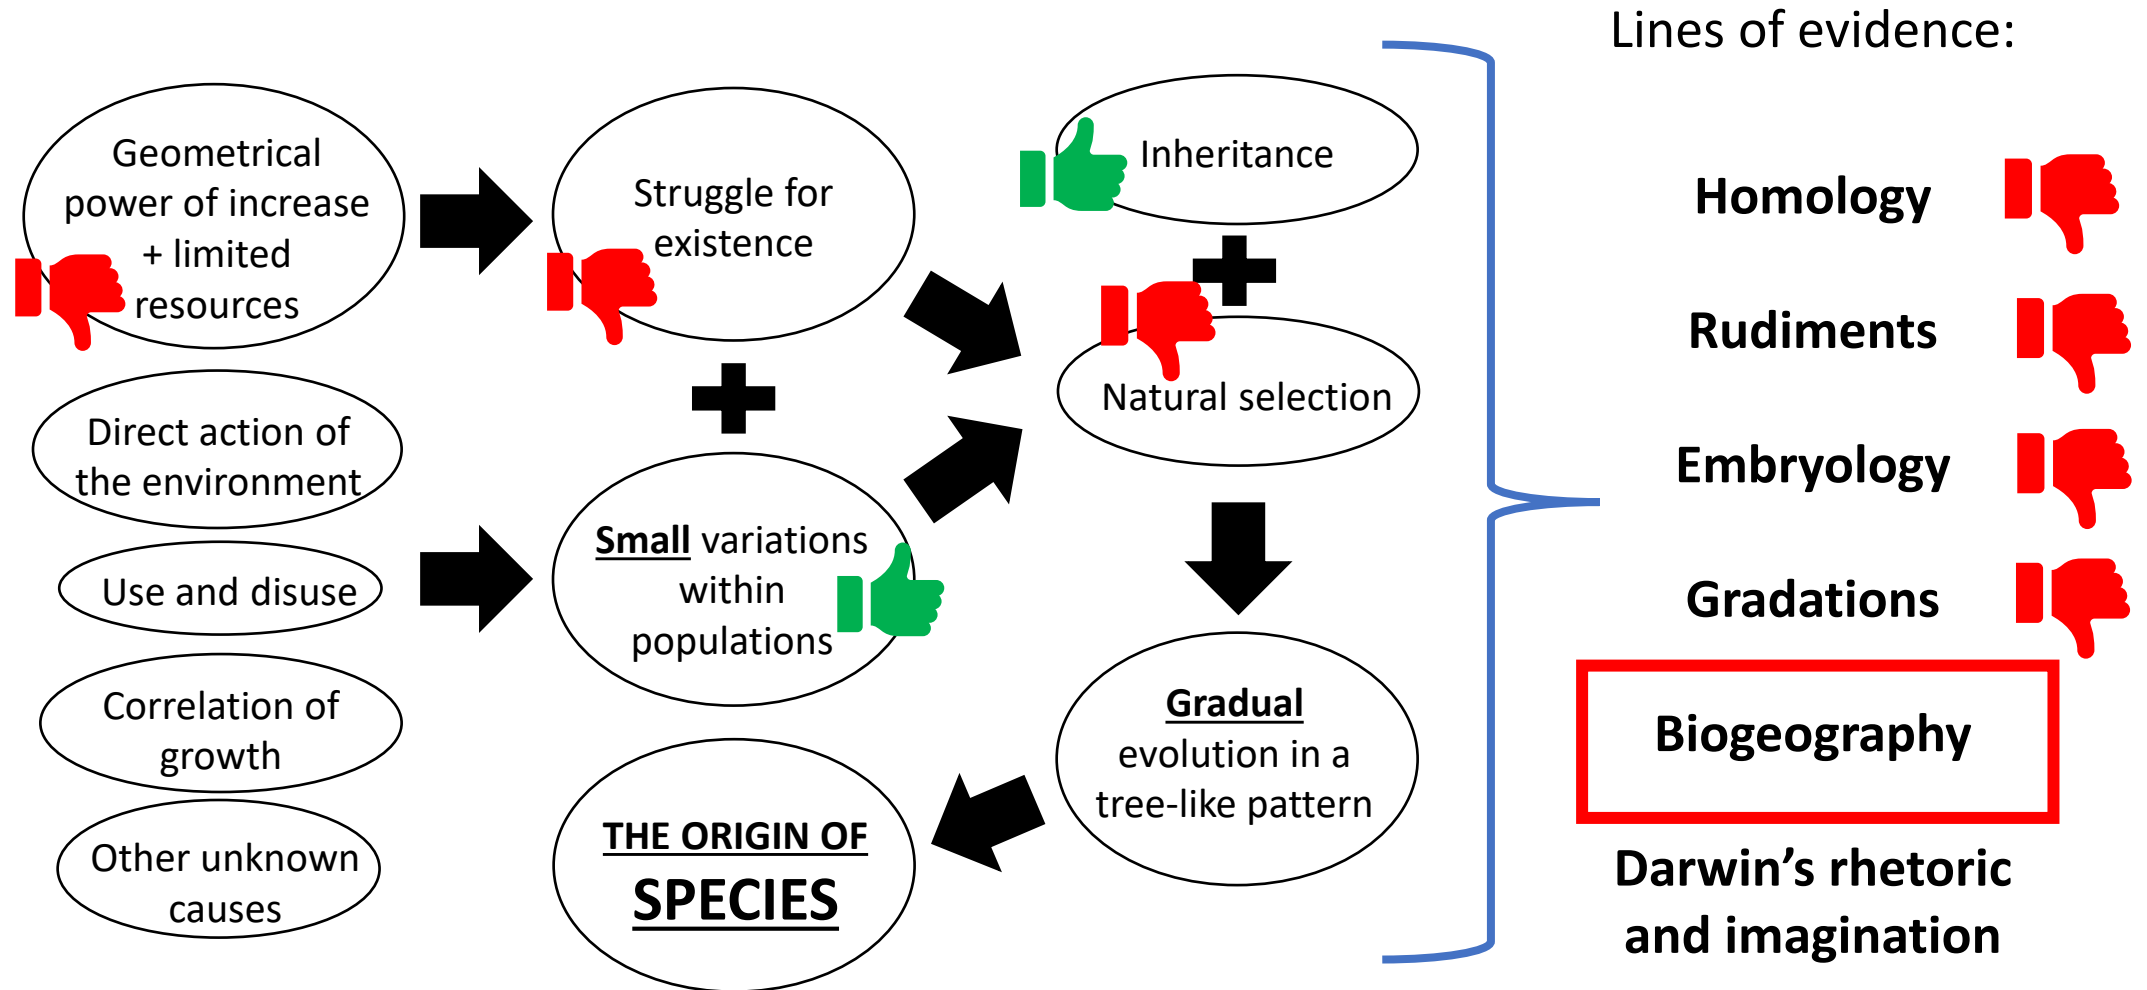 Lines of evidence:
Geometrical
power of increase
+ limited
resources
Struggle for
existence
Inheritance
Natural selection
Direct action of
the environment
Use and disuse
Correlation of
growth
Other unknown
causes
Small variations
within
populations
Gradual
evolution in a
tree-like pattern
THE ORIGIN OF
SPECIES
Homology
Rudiments
Embryology
Gradations
Biogeography
Darwin’s rhetoric
and imagination